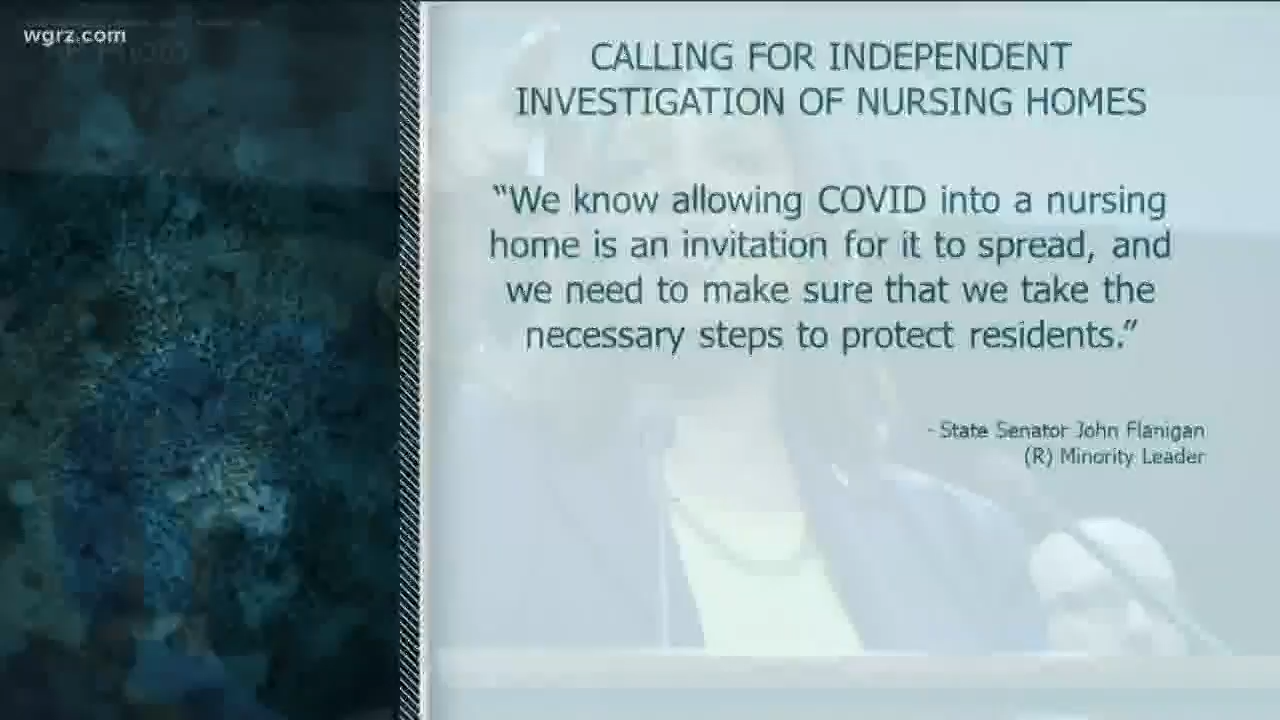 wgrz.com
CALLING FOR INDEPENDENT
INVESTIGATION OF NURSING HOMES
“We know allowing COVID into a nursing
home is an invitation for it to spread, and
we need to make sure that we take the
necessary steps to protect residents.”
- State Senator John Flanigan
(R) Minority Leader